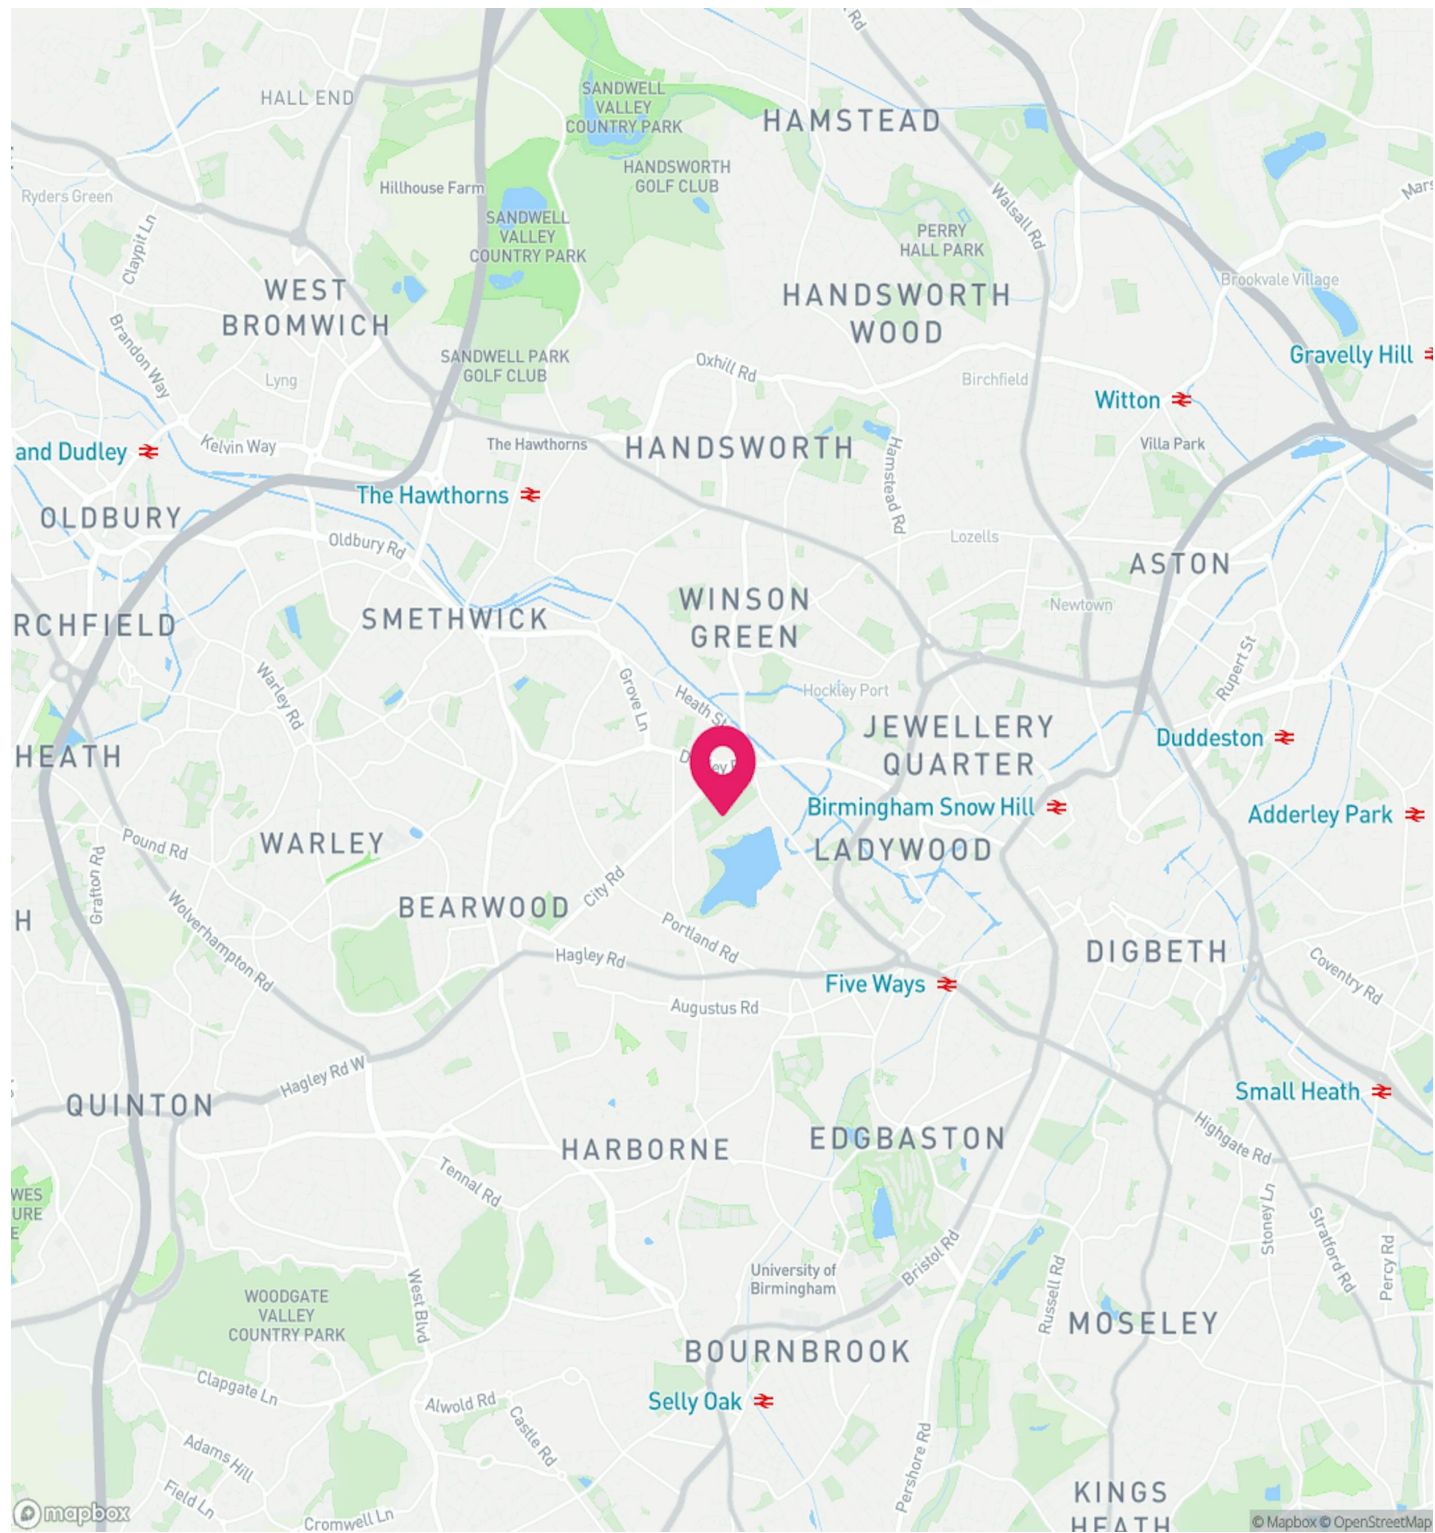 Rd
HALL END
SANDWELL
VALLEY
COUNTRY PARK
HAMSTEAD
HANDSWORTH
GOLF CLUB
Hillhouse Farm
Ryders Green
Claypit Ln
Walsall Rd
SANDWELL
VALLEY
COUNTRY PARK
PERRY
HALL PARK
Brookvale Village
WEST
BROMWICH
HANDSWORTH
WOOD
Brandon Way
SANDWELL PARK
GOLF CLUB
Oxhill Rd
Gravelly Hill
Lyng
Birchfield
Witton
Kelvin Way
The Hawthorns
HANDSWORTH
Villa Park
and Dudley
Hamstead Rd
The Hawthorns
OLDBURY
Oldbury Rd
Lozells
ASTON
WINSON
GREEN
Newtown
SMETHWICK
RCHFIELD
Rupert St
Warley Rd
Grove Ln
Heath St
Hockley Port
JEWELLERY
QUARTER
Duddeston
HEATH
Birmingham Snow Hill
Adderley Park
Pound Rd
WARLEY
LADYWOOD
Gratton Rd
Wolverhampton Rd
BEARWOOD
City Rd
H
Portland Rd
Hagley Rd
DIGBETH
Coventry Rd
Five Ways
Augustus Rd
Hagley Rd W
QUINTON
Small Heath
HARBORNE
EDGBASTON
Highgate Rd
Tennal Rd
WES
URE
E
Stoney Ln
Stratford Rd
Percy Rd
Bristol Rd
Russell Rd
University of
Birmingham
WOODGATE
VALLEY
COUNTRY PARK
West Blvd
MOSELEY
BOURNBROOK
Clapgate Ln
Selly Oak
Alwold Rd
Castle Rd
Adams Hill
Pershore Rd
Field Ln
Cromwell Ln
KINGS
HEATH
mapbox
© Mapbox © OpenStreetMap